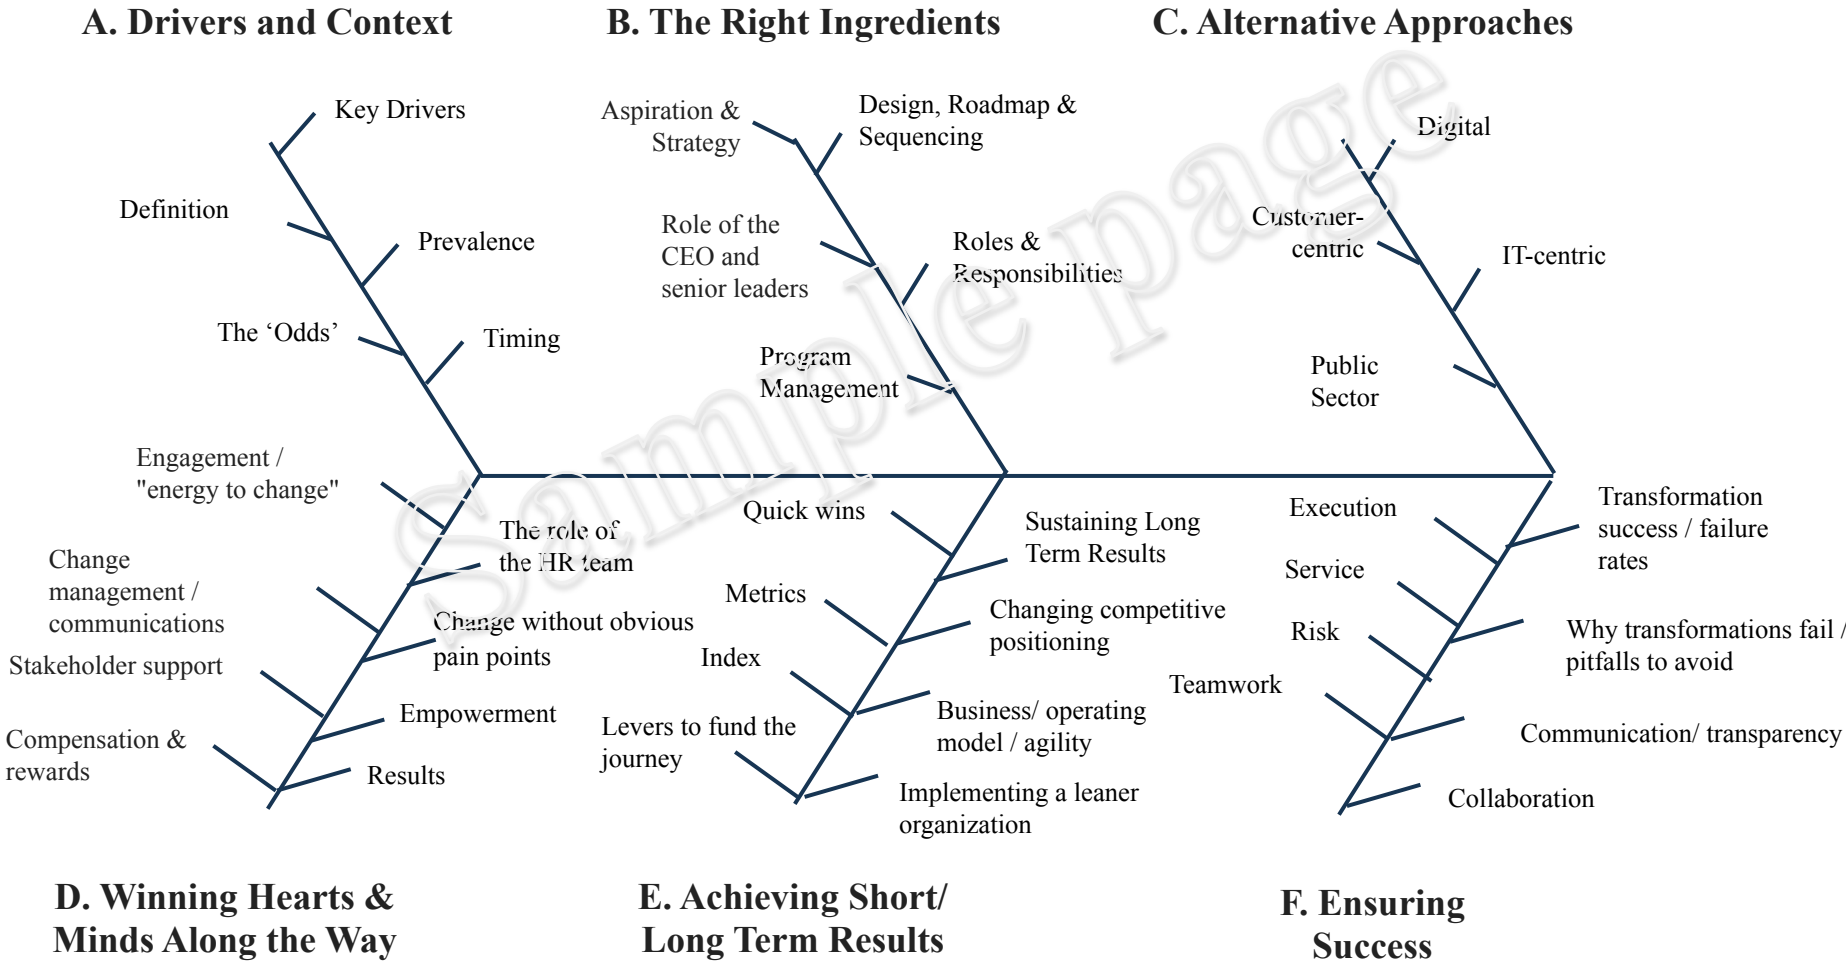 A. Drivers and Context
B. The Right Ingredients
C. Alternative Approaches
Key Drivers
Definition
Prevalence
The ‘Odds’
Timing
Aspiration &
Strategy
Design, Roadmap &
Sequencing
Role of the
CEO and
senior leaders
Roles &
Responsibilities
Program
Management
Digital
Customer-
centric
IT-centric
Public
Sector
Engagement /
"energy to change"
The role of
the HR team
Change
management /
communications
Change without obvious
pain points
Stakeholder support
Empowerment
Compensation &
rewards
Results
Quick wins
Sustaining Long
Term Results
Metrics
Changing competitive
positioning
Index
Business/ operating
model / agility
Levers to fund the
journey
Implementing a leaner
organization
Execution
Transformation
success / failure
rates
Service
Risk
Why transformations fail /
pitfalls to avoid
Teamwork
Communication/ transparency
Collaboration
D. Winning Hearts &
Minds Along the Way
E. Achieving Short/
Long Term Results
F. Ensuring
Success
Sample page